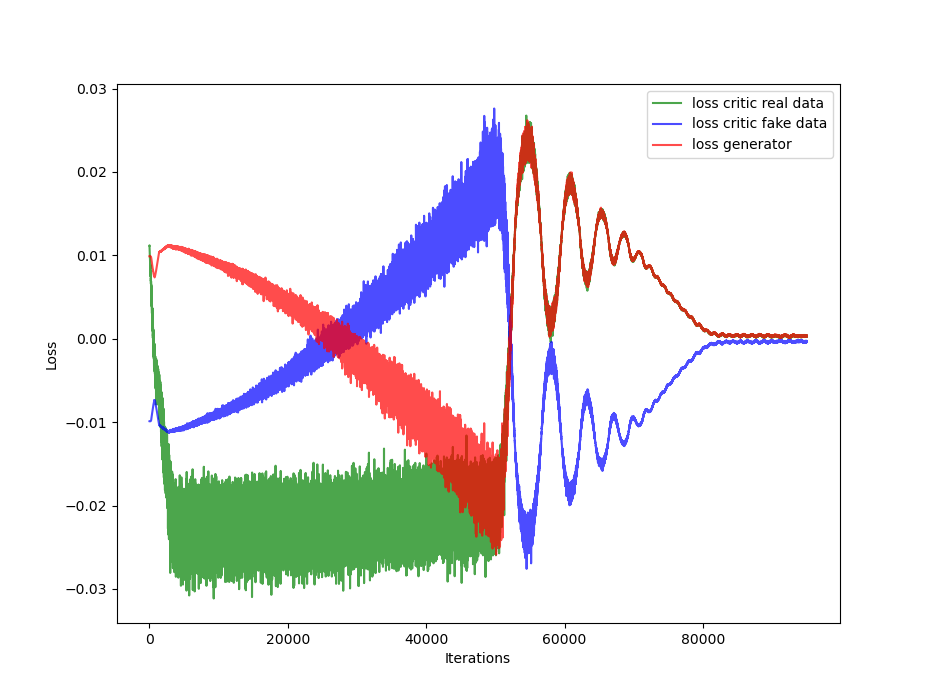 loss critic real data
loss critic fake data
loss generator
0.03
0.02
0.01
0.00
−0.01
−0.02
−0.03
Loss
0
20000
40000
60000
80000
Iterations